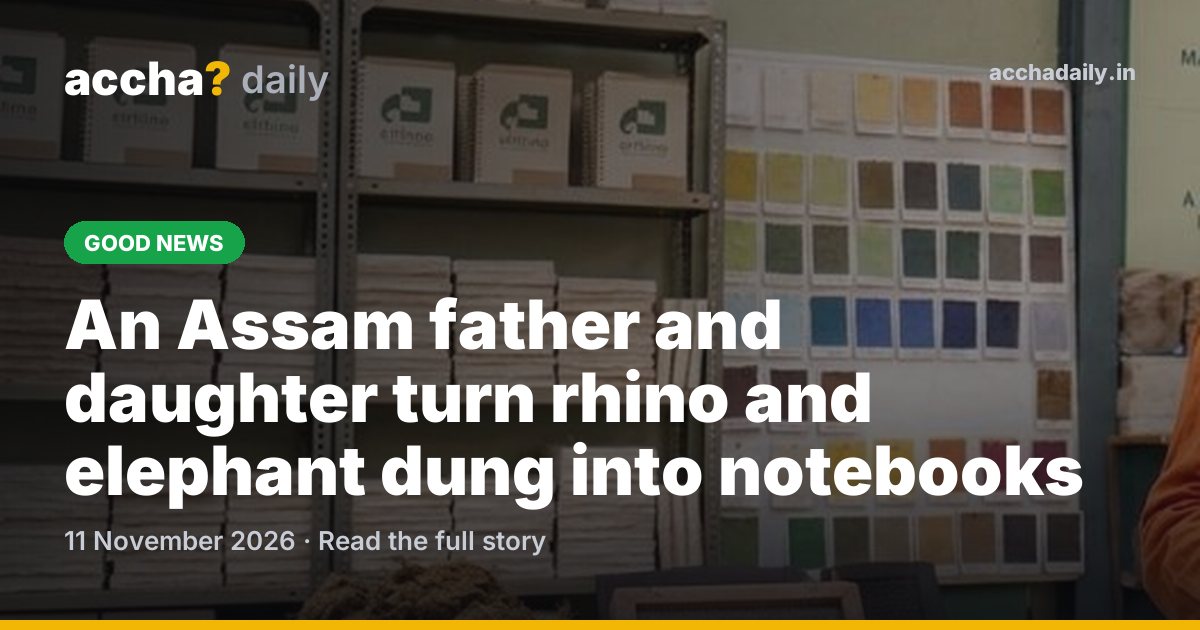 accha? daily
acchadaily.in
GOOD NEWS
An Assam father and
daughter turn rhino and
elephant dung into notebooks
11 November 2026 · Read the full story